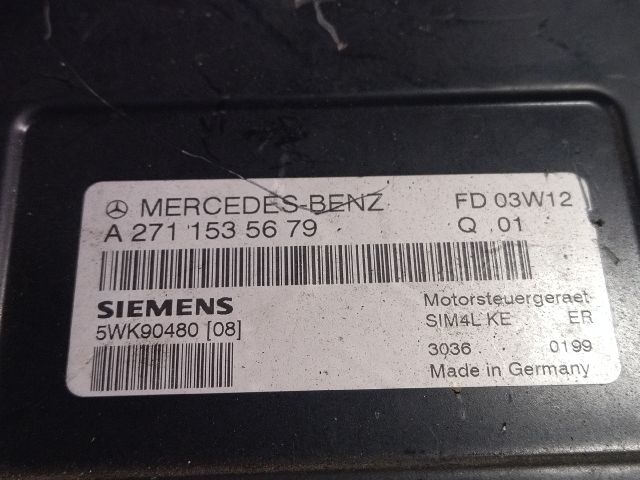 MERCEDES-BENZ FD 03W12
A 271 153 56 79 Q 01
SIEMENS Motorsteuergeraet
5WK90480 [08] SIM4L KE ER
3036 0199
Made in Germany